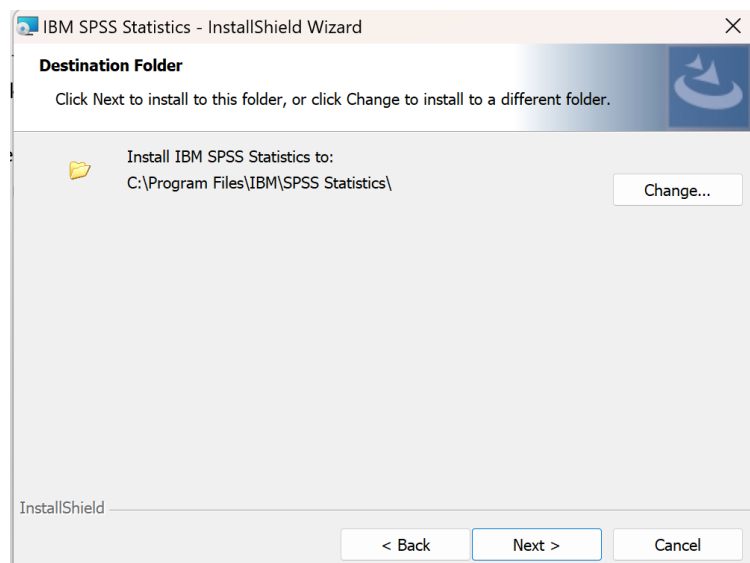 IBM SPSS Statistics - InstallShield Wizard
Destination Folder
Click Next to install to this folder, or click Change to install to a different folder.
Install IBM SPSS Statistics to:
C:\Program Files\IBM\SPSS Statistics\
Change...
InstallShield
< Back
Next >
Cancel